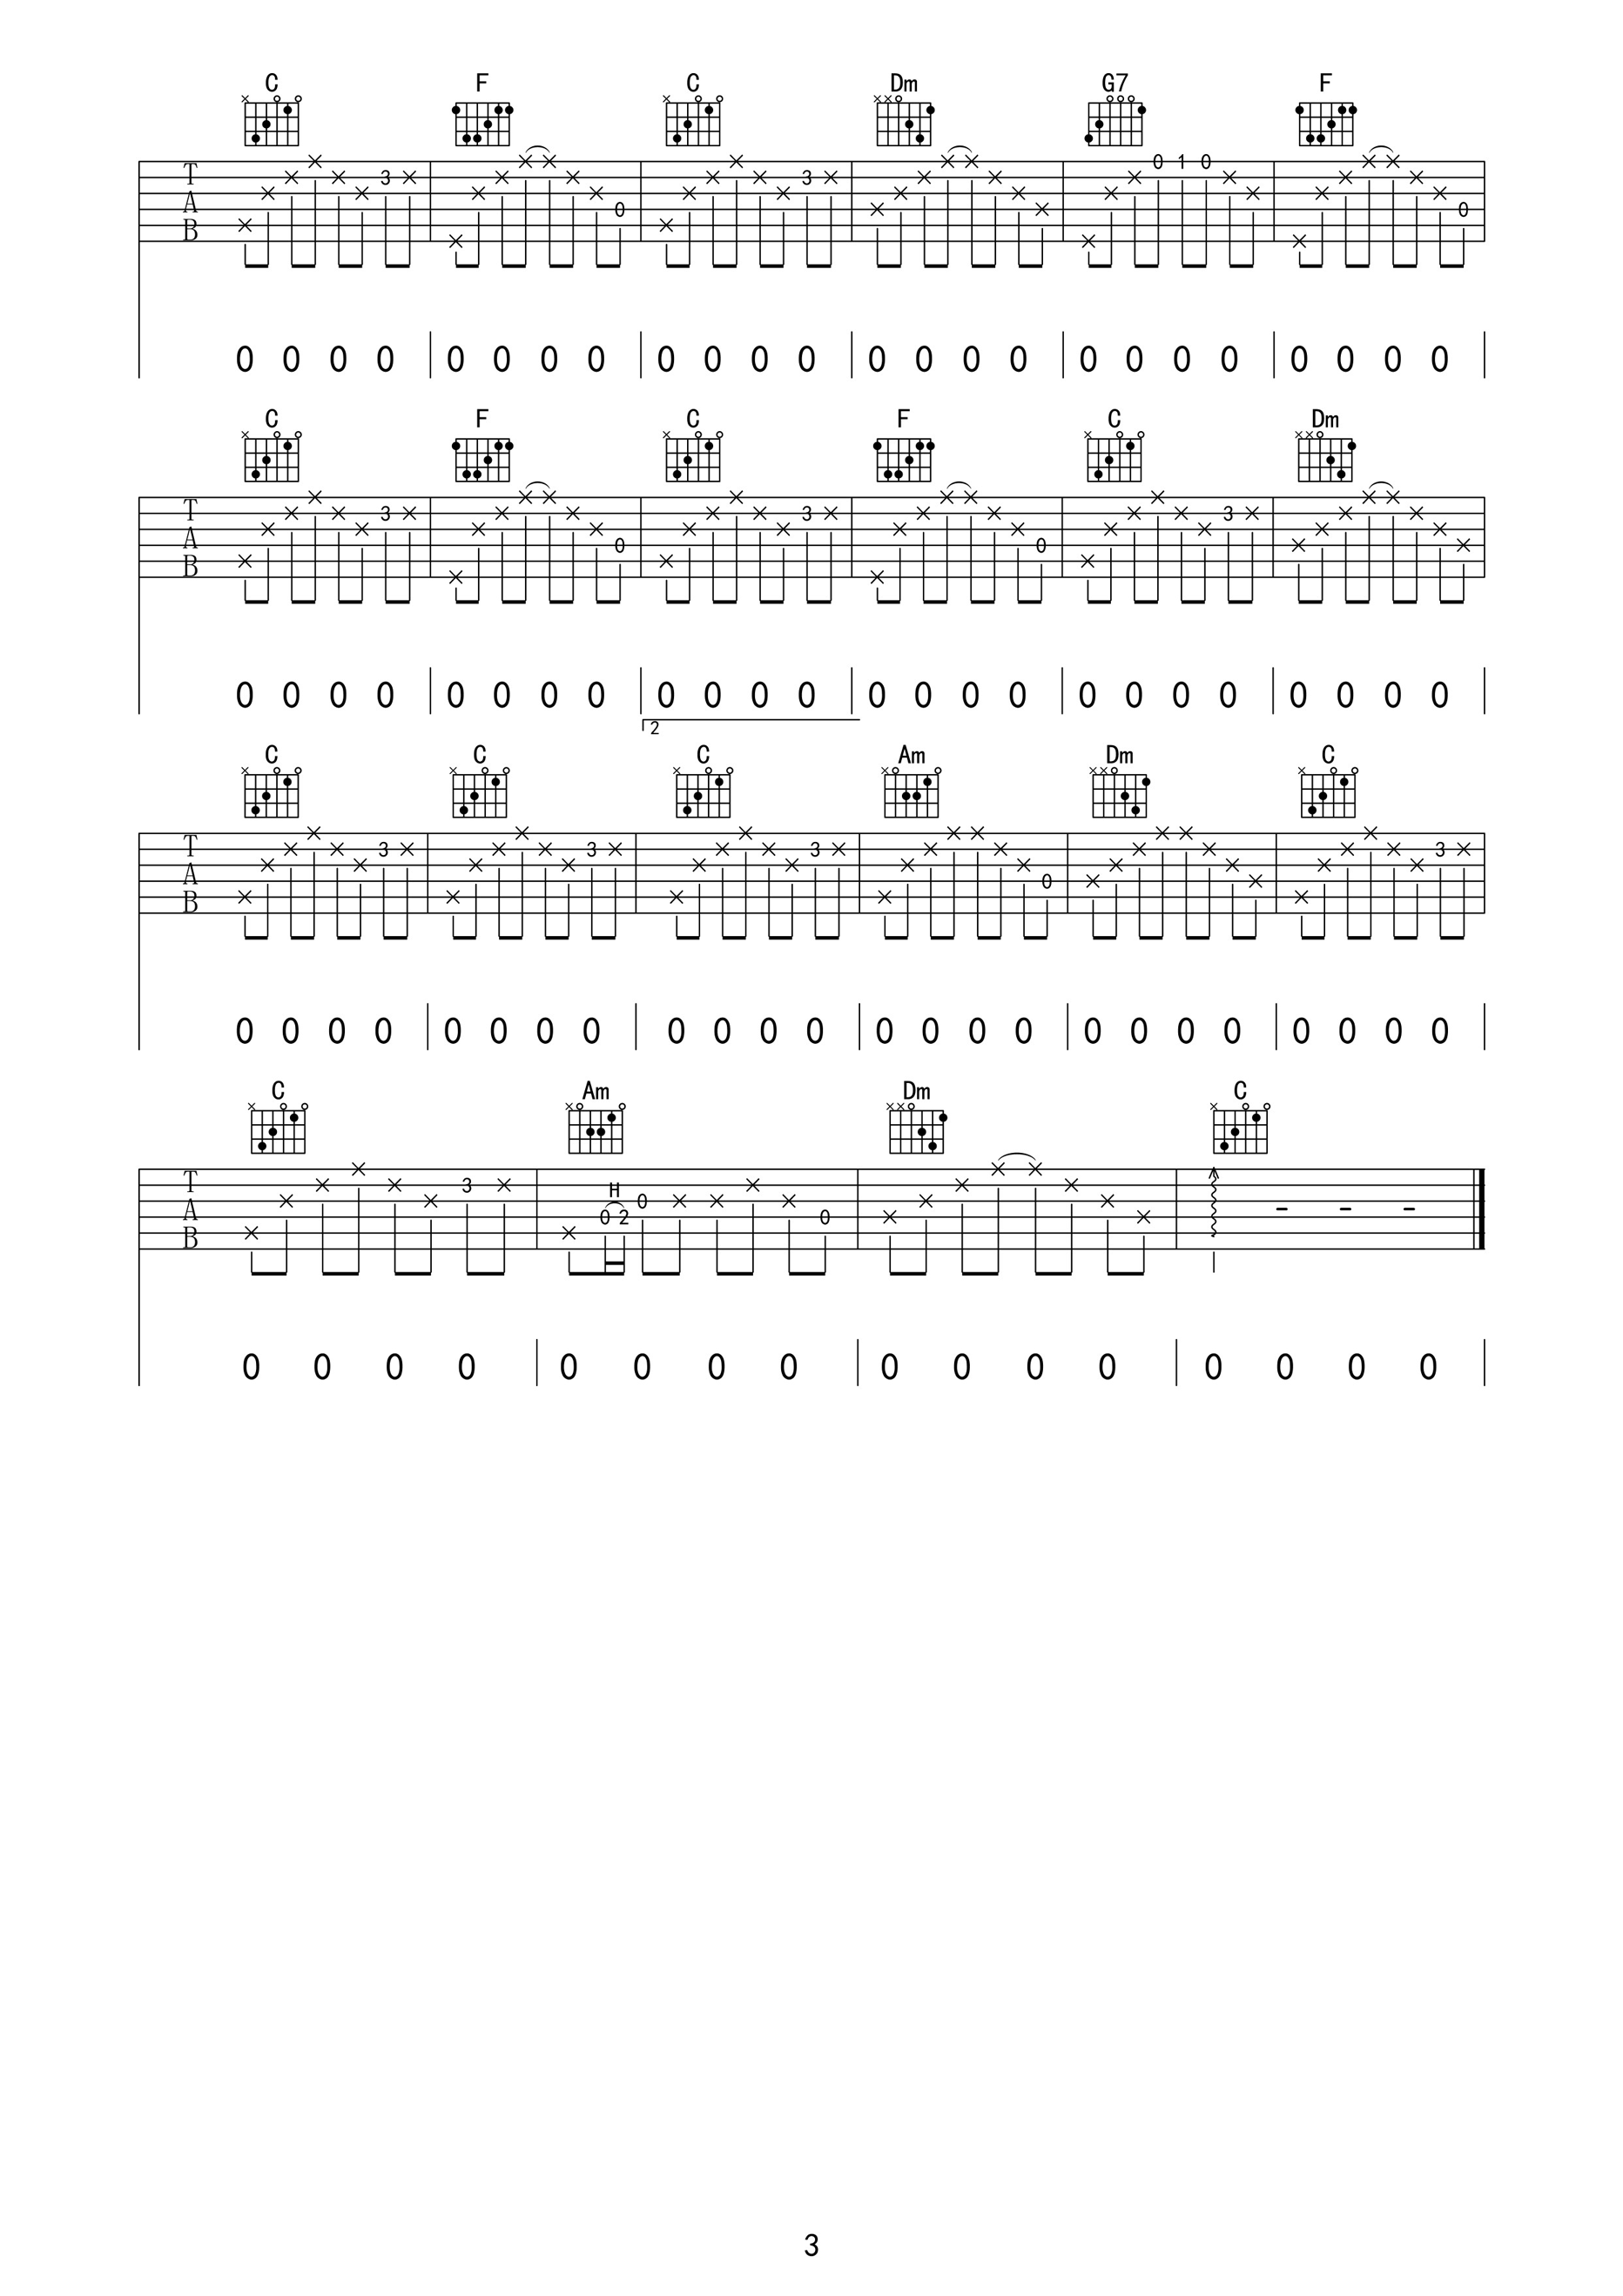 C F C Dm G7 F
T 3 3 0 1 0
A
B 0 0
0 0 0 0 0 0 0 0 0 0 0 0 0 0 0 0 0 0 0 0 0 0 0 0
C F C F C Dm
T 3 3 3
A
B 0 0
0 0 0 0 0 0 0 0 0 0 0 0 0 0 0 0 0 0 0 0 0 0 0 0
2
C C C Am Dm C
T 3 3 3 3
A
B 0
0 0 0 0 0 0 0 0 0 0 0 0 0 0 0 0 0 0 0 0 0 0 0 0
C Am Dm C
T 3 H
A 0
B 0 2 0
- - -
0 0 0 0 0 0 0 0 0 0 0 0 0 0 0 0
3